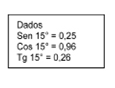 Dados
Sen 15° = 0,25
Cos 15° = 0,96
Tg 15° = 0,26